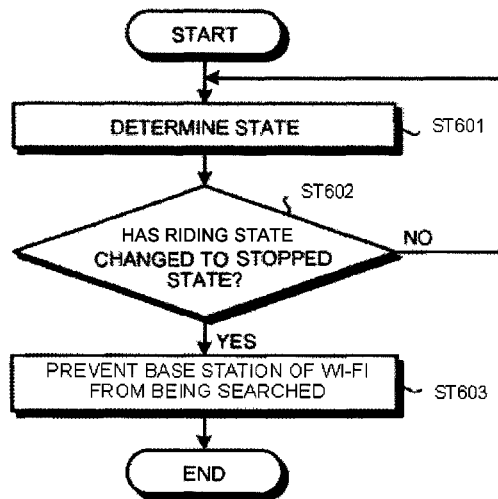 START
DETERMINE STATE
ST601
ST602
HAS RIDING STATE
CHANGED TO STOPPED
STATE?
NO
YES
PREVENT BASE STATION OF WI-FI
FROM BEING SEARCHED
ST603
END